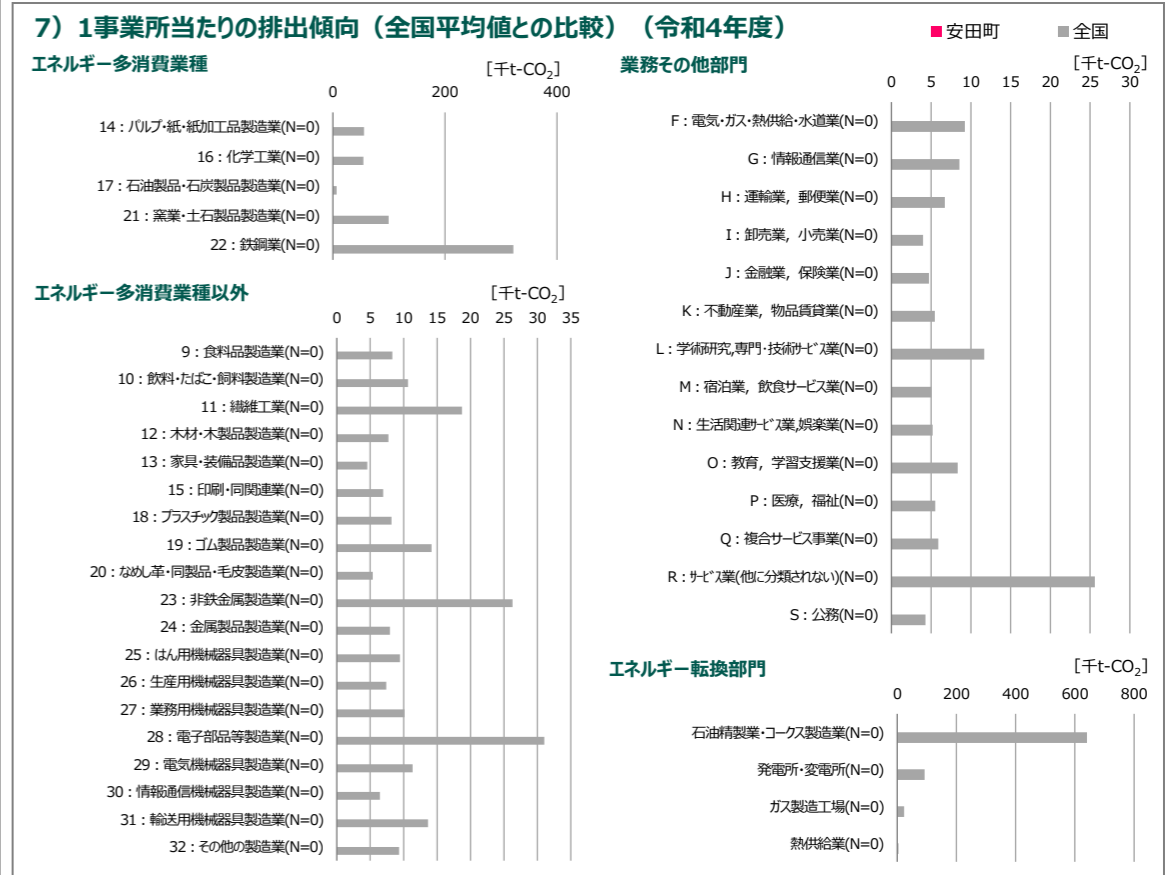 7）1事業所当たりの排出傾向（全国平均値との比較）（令和4年度）
安田町
全国
エネルギー多消費業種
[千t-CO2]
0 200 400
14：パルプ・紙・紙加工品製造業(N=0)
16：化学工業(N=0)
17：石油製品・石炭製品製造業(N=0)
21：窯業・土石製品製造業(N=0)
22：鉄鋼業(N=0)
エネルギー多消費業種以外
[千t-CO2]
0 5 10 15 20 25 30 35
9：食料品製造業(N=0)
10：飲料・たばこ・飼料製造業(N=0)
11：繊維工業(N=0)
12：木材・木製品製造業(N=0)
13：家具・装備品製造業(N=0)
15：印刷・同関連業(N=0)
18：プラスチック製品製造業(N=0)
19：ゴム製品製造業(N=0)
20：なめし革・同製品・毛皮製造業(N=0)
23：非鉄金属製造業(N=0)
24：金属製品製造業(N=0)
25：はん用機械器具製造業(N=0)
26：生産用機械器具製造業(N=0)
27：業務用機械器具製造業(N=0)
28：電子部品等製造業(N=0)
29：電気機械器具製造業(N=0)
30：情報通信機械器具製造業(N=0)
31：輸送用機械器具製造業(N=0)
32：その他の製造業(N=0)
業務その他部門
[千t-CO2]
0 5 10 15 20 25 30
F：電気・ガス・熱供給・水道業(N=0)
G：情報通信業(N=0)
H：運輸業，郵便業(N=0)
I：卸売業，小売業(N=0)
J：金融業，保険業(N=0)
K：不動産業，物品賃貸業(N=0)
L：学術研究,専門・技術ｻｰﾋﾞｽ業(N=0)
M：宿泊業，飲食サービス業(N=0)
N：生活関連ｻｰﾋﾞｽ業,娯楽業(N=0)
O：教育，学習支援業(N=0)
P：医療，福祉(N=0)
Q：複合サービス事業(N=0)
R：ｻｰﾋﾞｽ業(他に分類されない)(N=0)
S：公務(N=0)
エネルギー転換部門
[千t-CO2]
0 200 400 600 800
石油精製業・コークス製造業(N=0)
発電所・変電所(N=0)
ガス製造工場(N=0)
熱供給業(N=0)